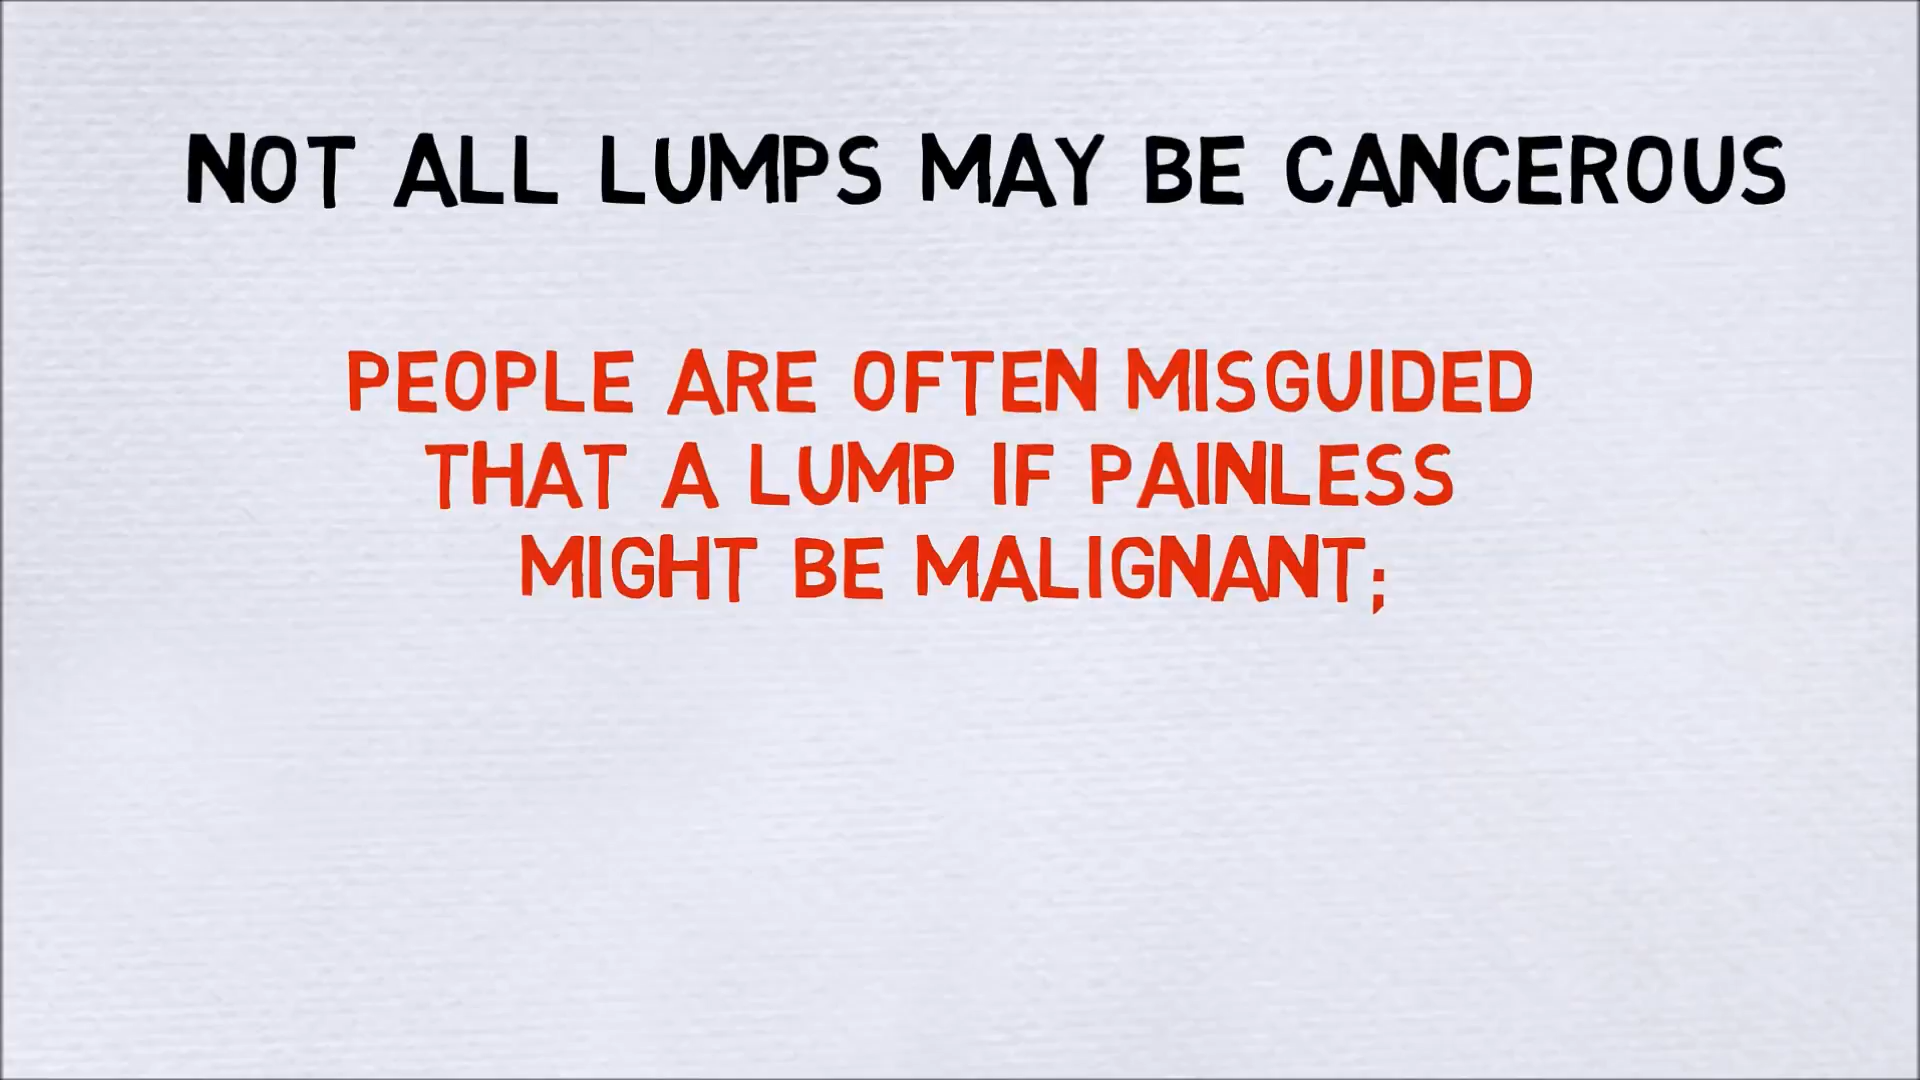 NOT ALL LUMPS MAY BE CANCEROUS
PEOPLE ARE OFTEN MISGUIDED
THAT A LUMP IF PAINLESS
MIGHT BE MALIGNANT;